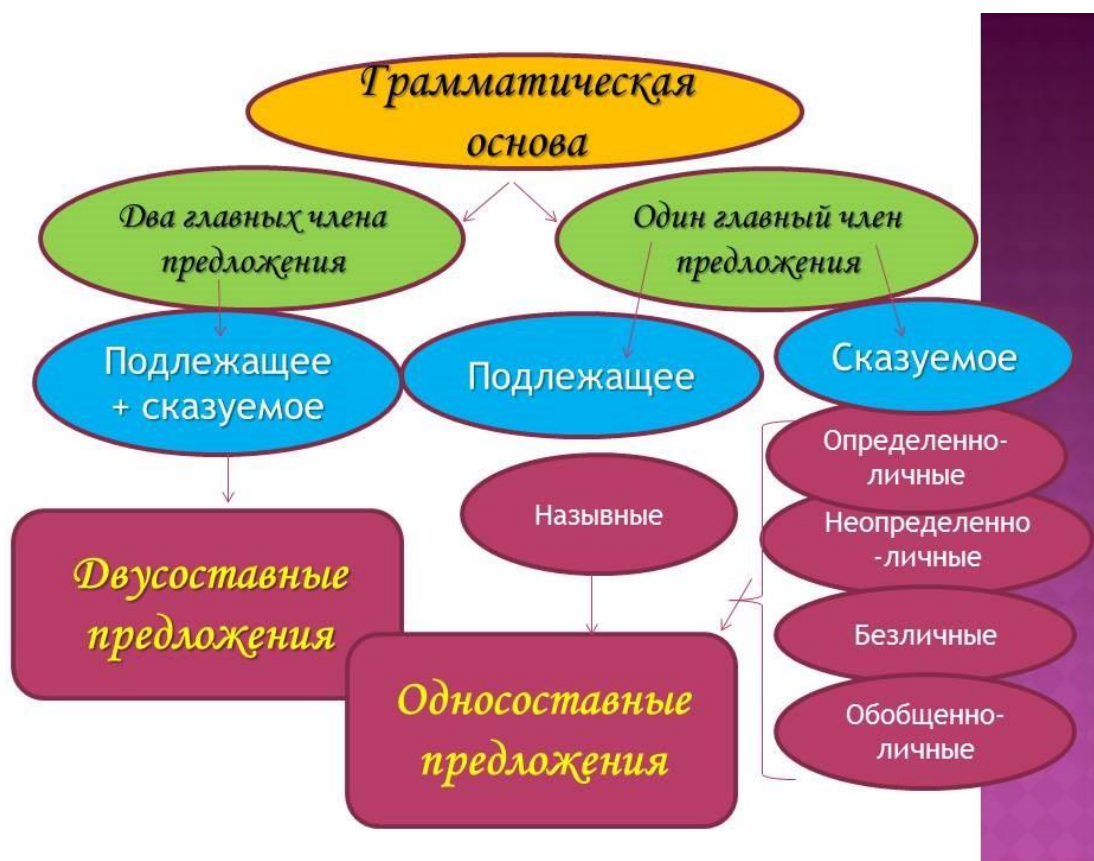 Грамматическая
основа
Два главных члена
предложения
Один главный член
предложения
Подлежащее
+ сказуемое
Подлежащее
Сказуемое
Определенно-
личные
Назывные
Неопределенно
-личные
Двусоставные
предложения
Безличные
Односоставные
предложения
Обобщенно-
личные